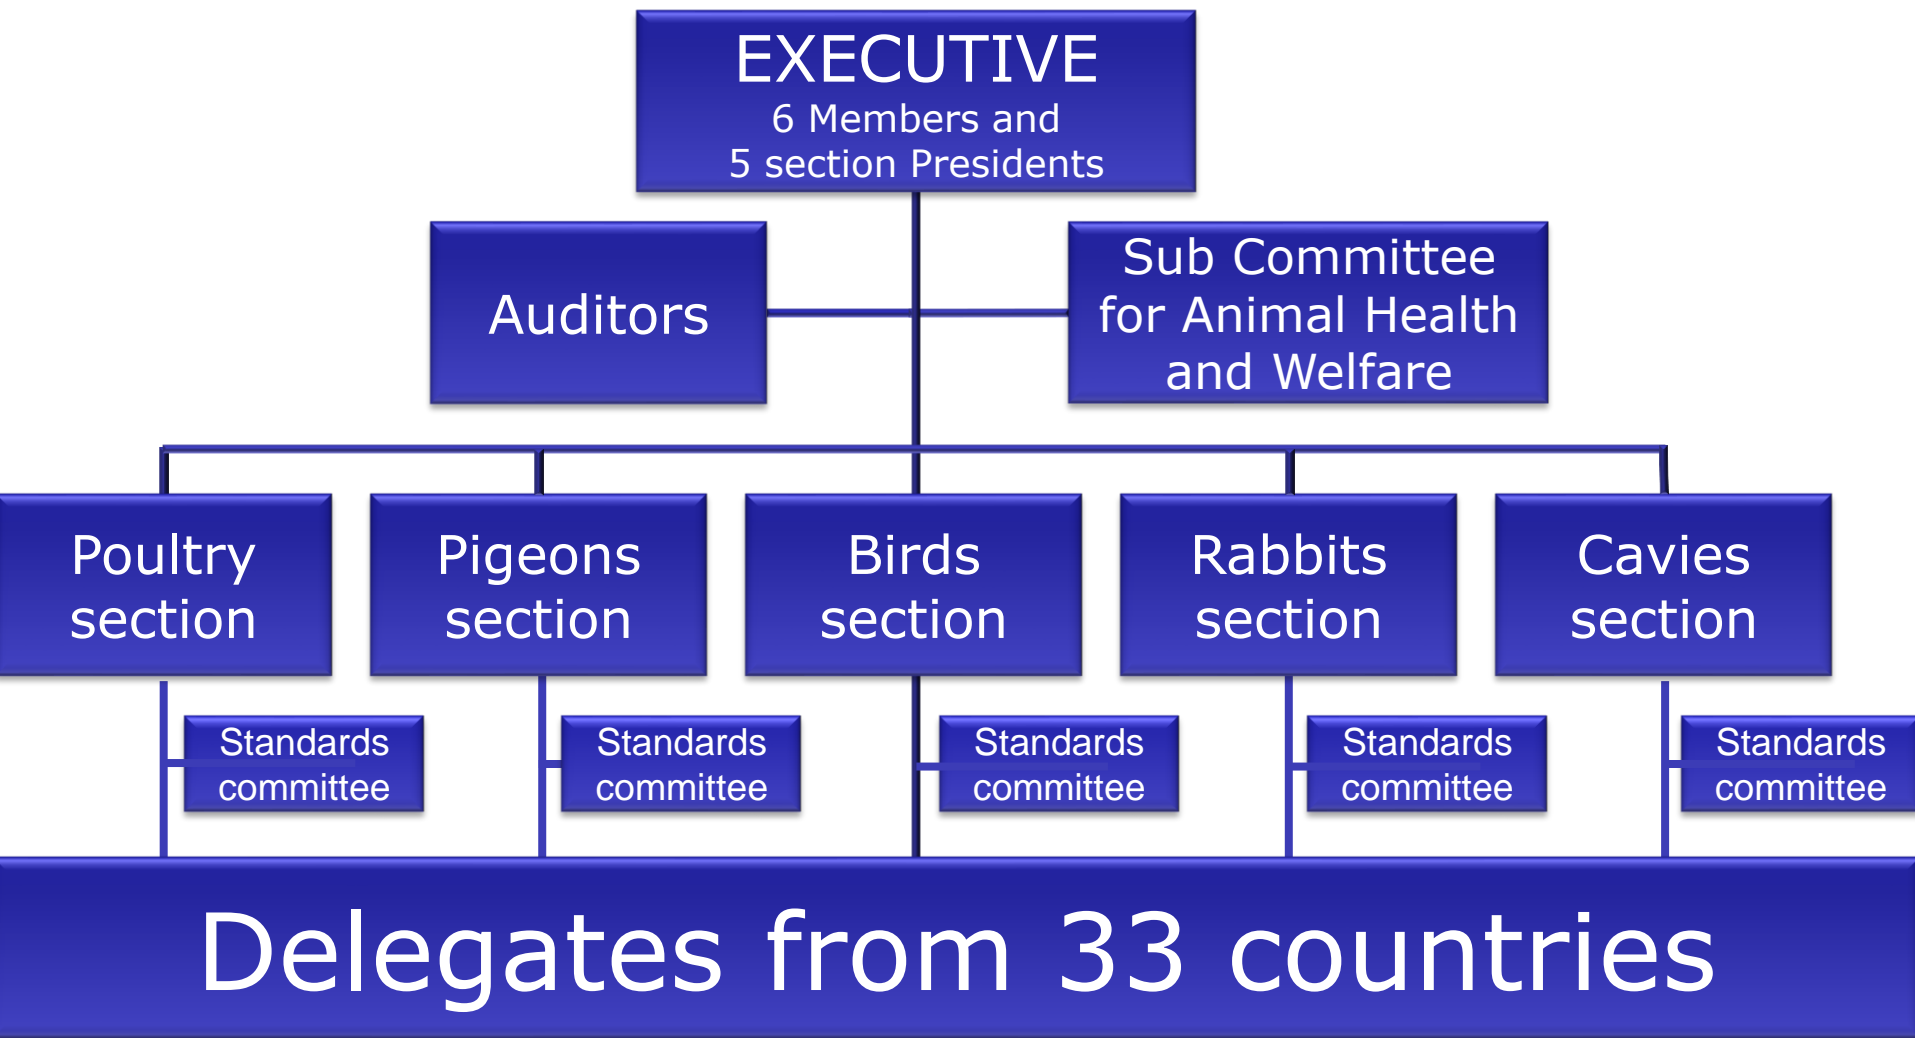 EXECUTIVE
6 Members and
5 section Presidents
Auditors
Sub Committee
for Animal Health
and Welfare
Poultry
section
Pigeons
section
Birds
section
Rabbits
section
Cavies
section
Standards
committee
Standards
committee
Standards
committee
Standards
committee
Standards
committee
Delegates from 33 countries